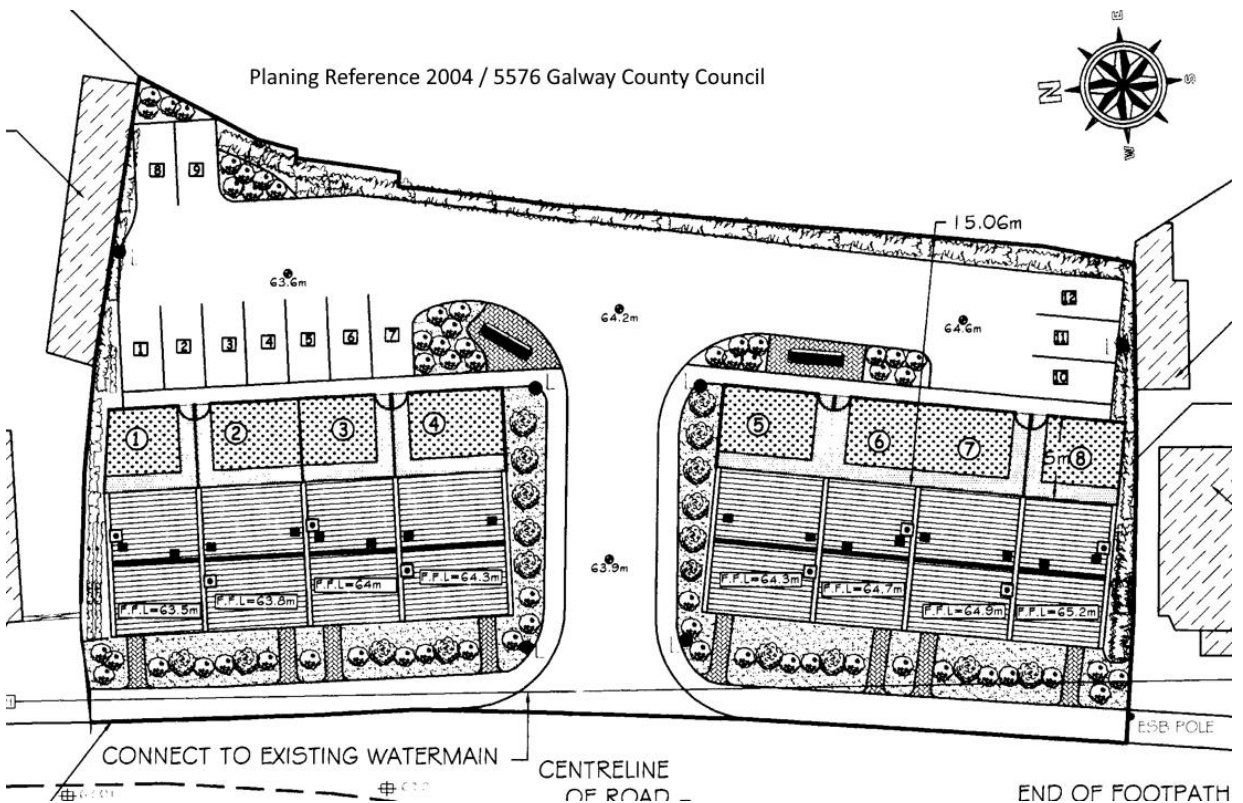 Planing Reference 2004 / 5576 Galway County Council
E
N
S
W
15.06m
8
9
63.6m
64.2m
64.6m
12
11
10
1
2
3
4
5
6
7
1
2
3
4
5
6
7
8
5m
F.F.L=63.5m
F.F.L=63.8m
F.F.L=64m
F.F.L=64.3m
63.9m
F.F.L=64.3m
F.F.L=64.7m
F.F.L=64.9m
F.F.L=65.2m
L
L
L
L
L
L
ESB POLE
CONNECT TO EXISTING WATERMAIN
CENTRELINE
OF ROAD
END OF FOOTPATH